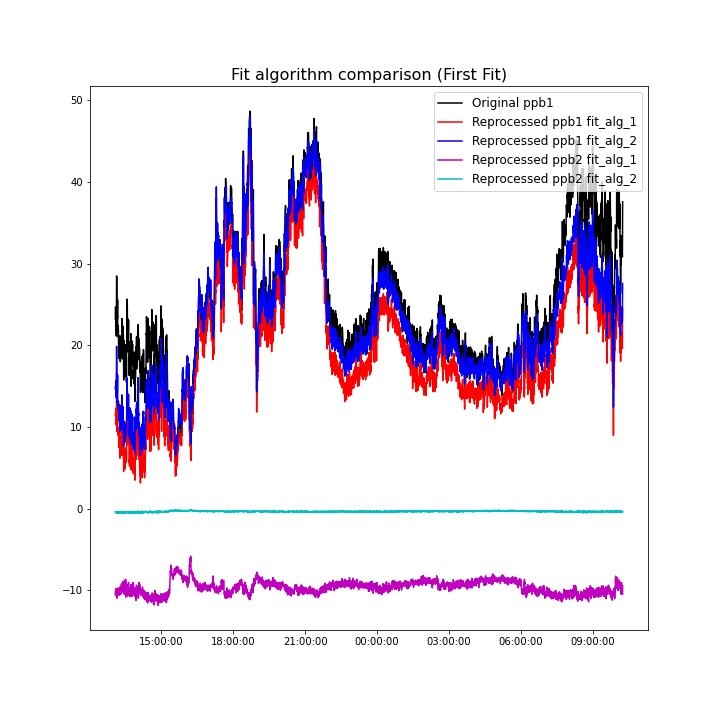 Fit algorithm comparison (First Fit)
Original ppb1
Reprocessed ppb1 fit_alg_1
Reprocessed ppb1 fit_alg_2
Reprocessed ppb2 fit_alg_1
Reprocessed ppb2 fit_alg_2
50
40
30
20
10
0
−10
15:00:00 18:00:00 21:00:00 00:00:00 03:00:00 06:00:00 09:00:00